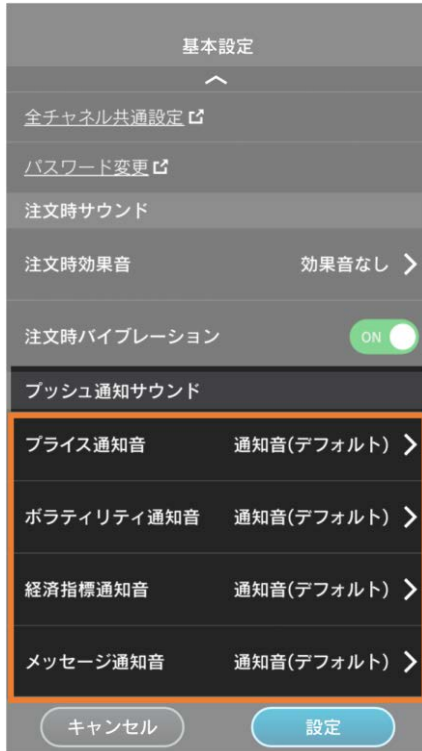 基本設定
全チャネル共通設定
パスワード変更
注文時サウンド
注文時効果音 効果音なし
注文時バイブレーション ON
プッシュ通知サウンド
プライス通知音 通知音(デフォルト)
ボラティリティ通知音 通知音(デフォルト)
経済指標通知音 通知音(デフォルト)
メッセージ通知音 通知音(デフォルト)
キャンセル 設定